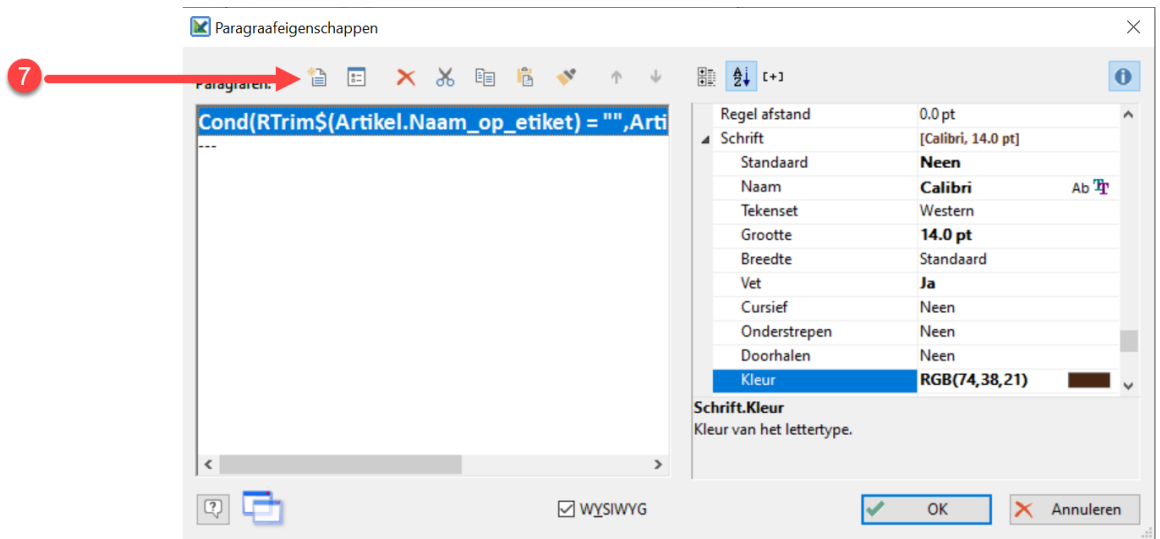 Paragraafeigenschappen
7
Paragrafen:
[+]
Cond(RTrim$(Artikel.Naam_op_etiket) = "",Arti
---
Regel afstand 0.0 pt
Schrift [Calibri, 14.0 pt]
Standaard Neen
Naam Calibri Ab
Tekenset Western
Grootte 14.0 pt
Breedte Standaard
Vet Ja
Cursief Neen
Onderstrepen Neen
Doorhalen Neen
Kleur RGB(74,38,21)
Schrift.Kleur
Kleur van het lettertype.
WYSIWYG
OK
Annuleren